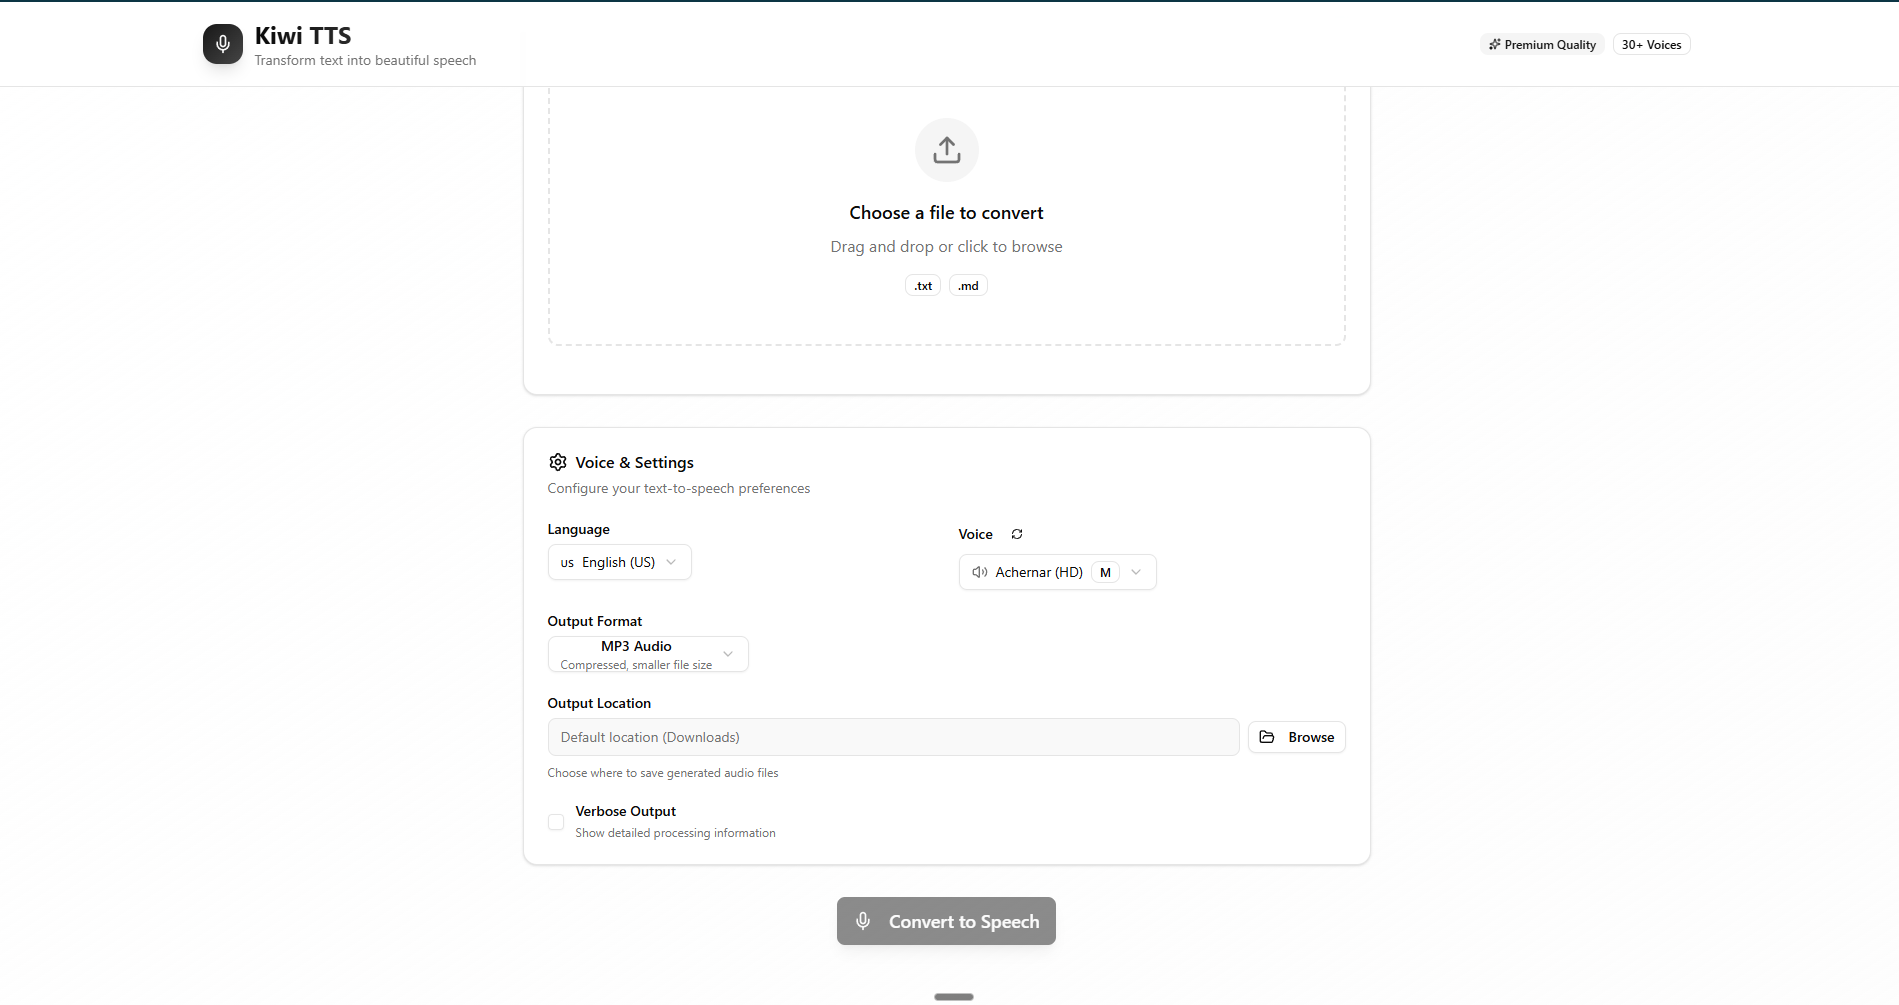 Kiwi TTS
Transform text into beautiful speech
Premium Quality
30+ Voices
Choose a file to convert
Drag and drop or click to browse
.txt
.md
Voice & Settings
Configure your text-to-speech preferences
Language
us English (US)
Voice
Achernar (HD) M
Output Format
MP3 Audio
Compressed, smaller file size
Output Location
Default location (Downloads)
Browse
Choose where to save generated audio files
Verbose Output
Show detailed processing information
Convert to Speech